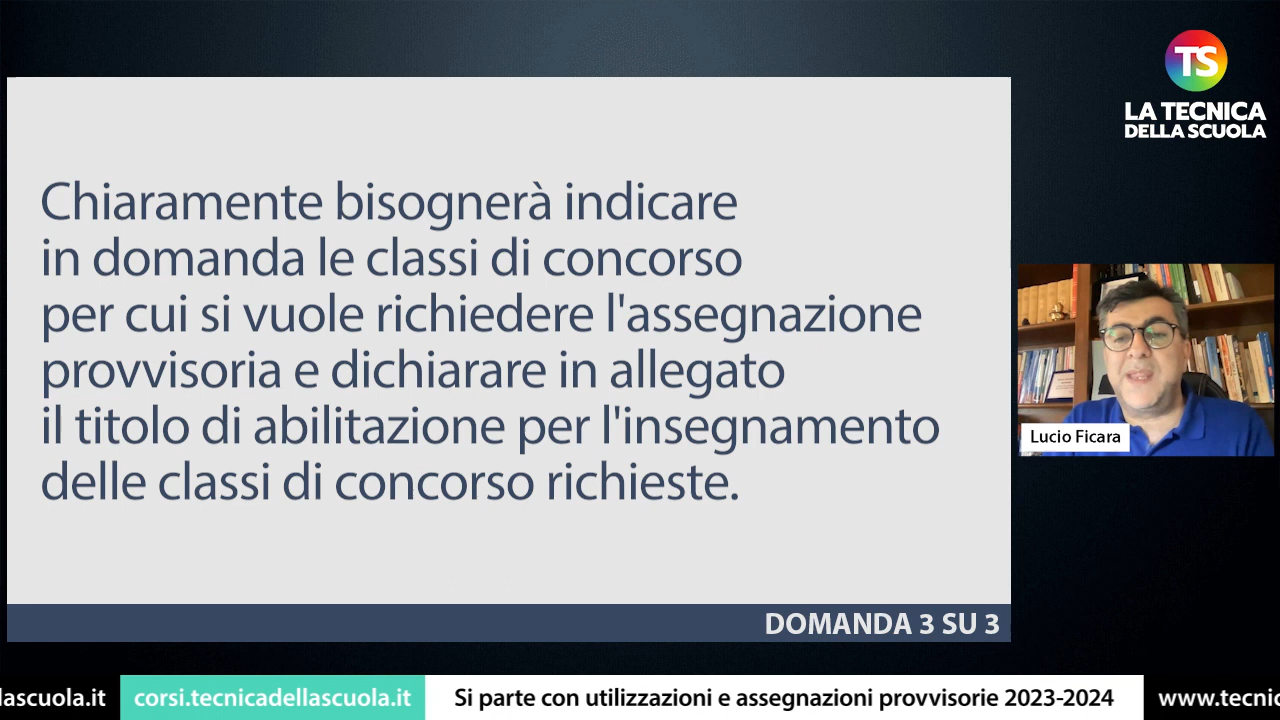 TS
LA TECNICA
DELLA SCUOLA
Chiaramente bisognerà indicare
in domanda le classi di concorso
per cui si vuole richiedere l'assegnazione
provvisoria e dichiarare in allegato
il titolo di abilitazione per l'insegnamento
delle classi di concorso richieste.
Lucio Ficara
DOMANDA 3 SU 3
lascuola.it corsi.tecnicadellascuola.it Si parte con utilizzazioni e assegnazioni provvisorie 2023-2024 www.tecnic